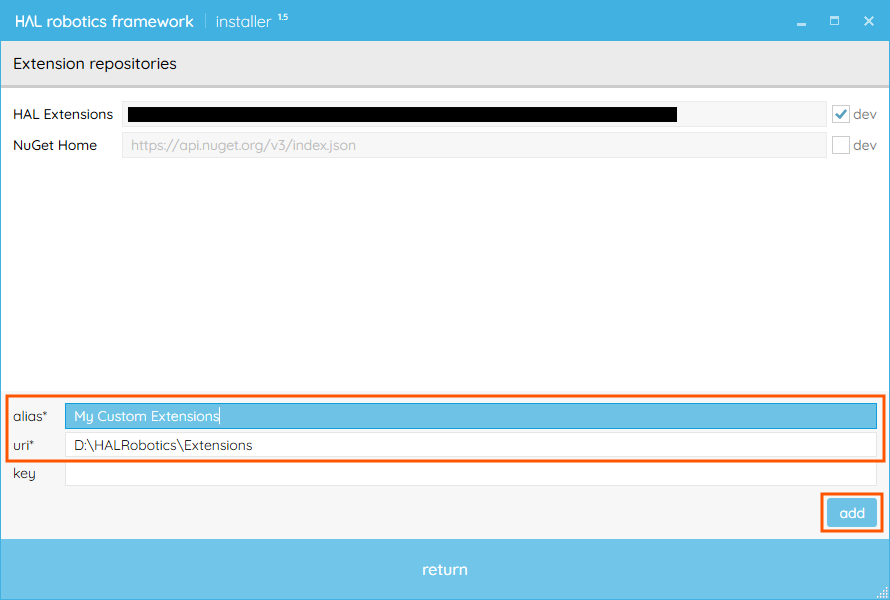 HAL robotics framework | installer 1.5
Extension repositories
HAL Extensions dev
NuGet Home https://api.nuget.org/v3/index.json dev
alias* My Custom Extensions
uri* D:\HALRobotics\Extensions
key
add
return